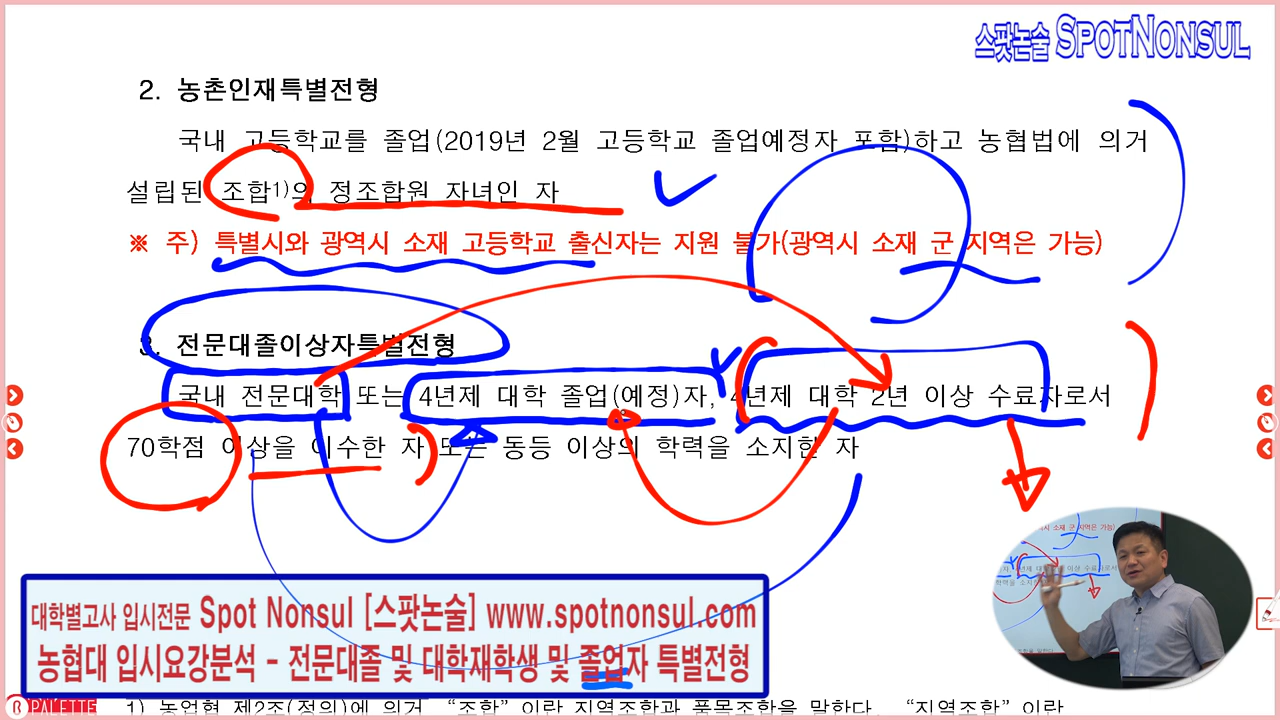 스팟논술 SPOTNONSUL
2. 농촌인재특별전형
국내 고등학교를 졸업(2019년 2월 고등학교 졸업예정자 포함)하고 농협법에 의거
설립된 조합1)의 정조합원 자녀인 자
※ 주) 특별시와 광역시 소재 고등학교 출신자는 지원 불가(광역시 소재 군 지역은 가능)
3. 전문대졸이상자특별전형
국내 전문대학 또는 4년제 대학 졸업(예정)자, 4년제 대학 2년 이상 수료자로서
70학점 이상을 이수한 자 또는 동등 이상의 학력을 소지한 자
대학별고사 입시전문 Spot Nonsul [스팟논술] www.spotnonsul.com
농협대 입시요강분석 - 전문대졸 및 대학재학생 및 졸업자 특별전형
1) 농업협 제2조(정의)에 의거 “조합”이란 지역조합과 품목조합을 말한다. “지역조합”이란
PALETTE